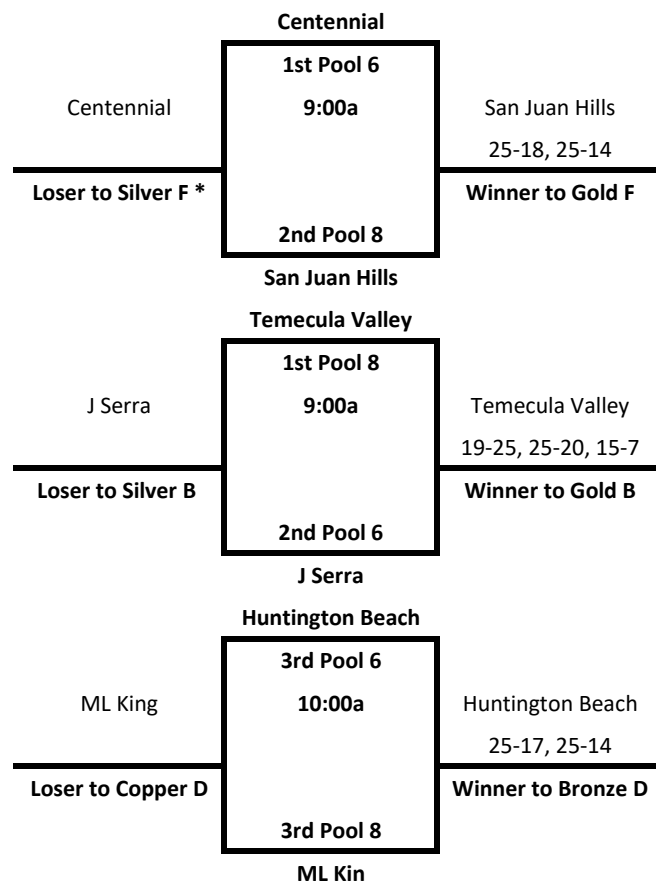 Centennial
1st Pool 6
Centennial 9:00a San Juan Hills
25-18, 25-14
Loser to Silver F * Winner to Gold F
2nd Pool 8
San Juan Hills
Temecula Valley
1st Pool 8
J Serra 9:00a Temecula Valley
19-25, 25-20, 15-7
Loser to Silver B Winner to Gold B
2nd Pool 6
J Serra
Huntington Beach
3rd Pool 6
ML King 10:00a Huntington Beach
25-17, 25-14
Loser to Copper D Winner to Bronze D
3rd Pool 8
ML Kin